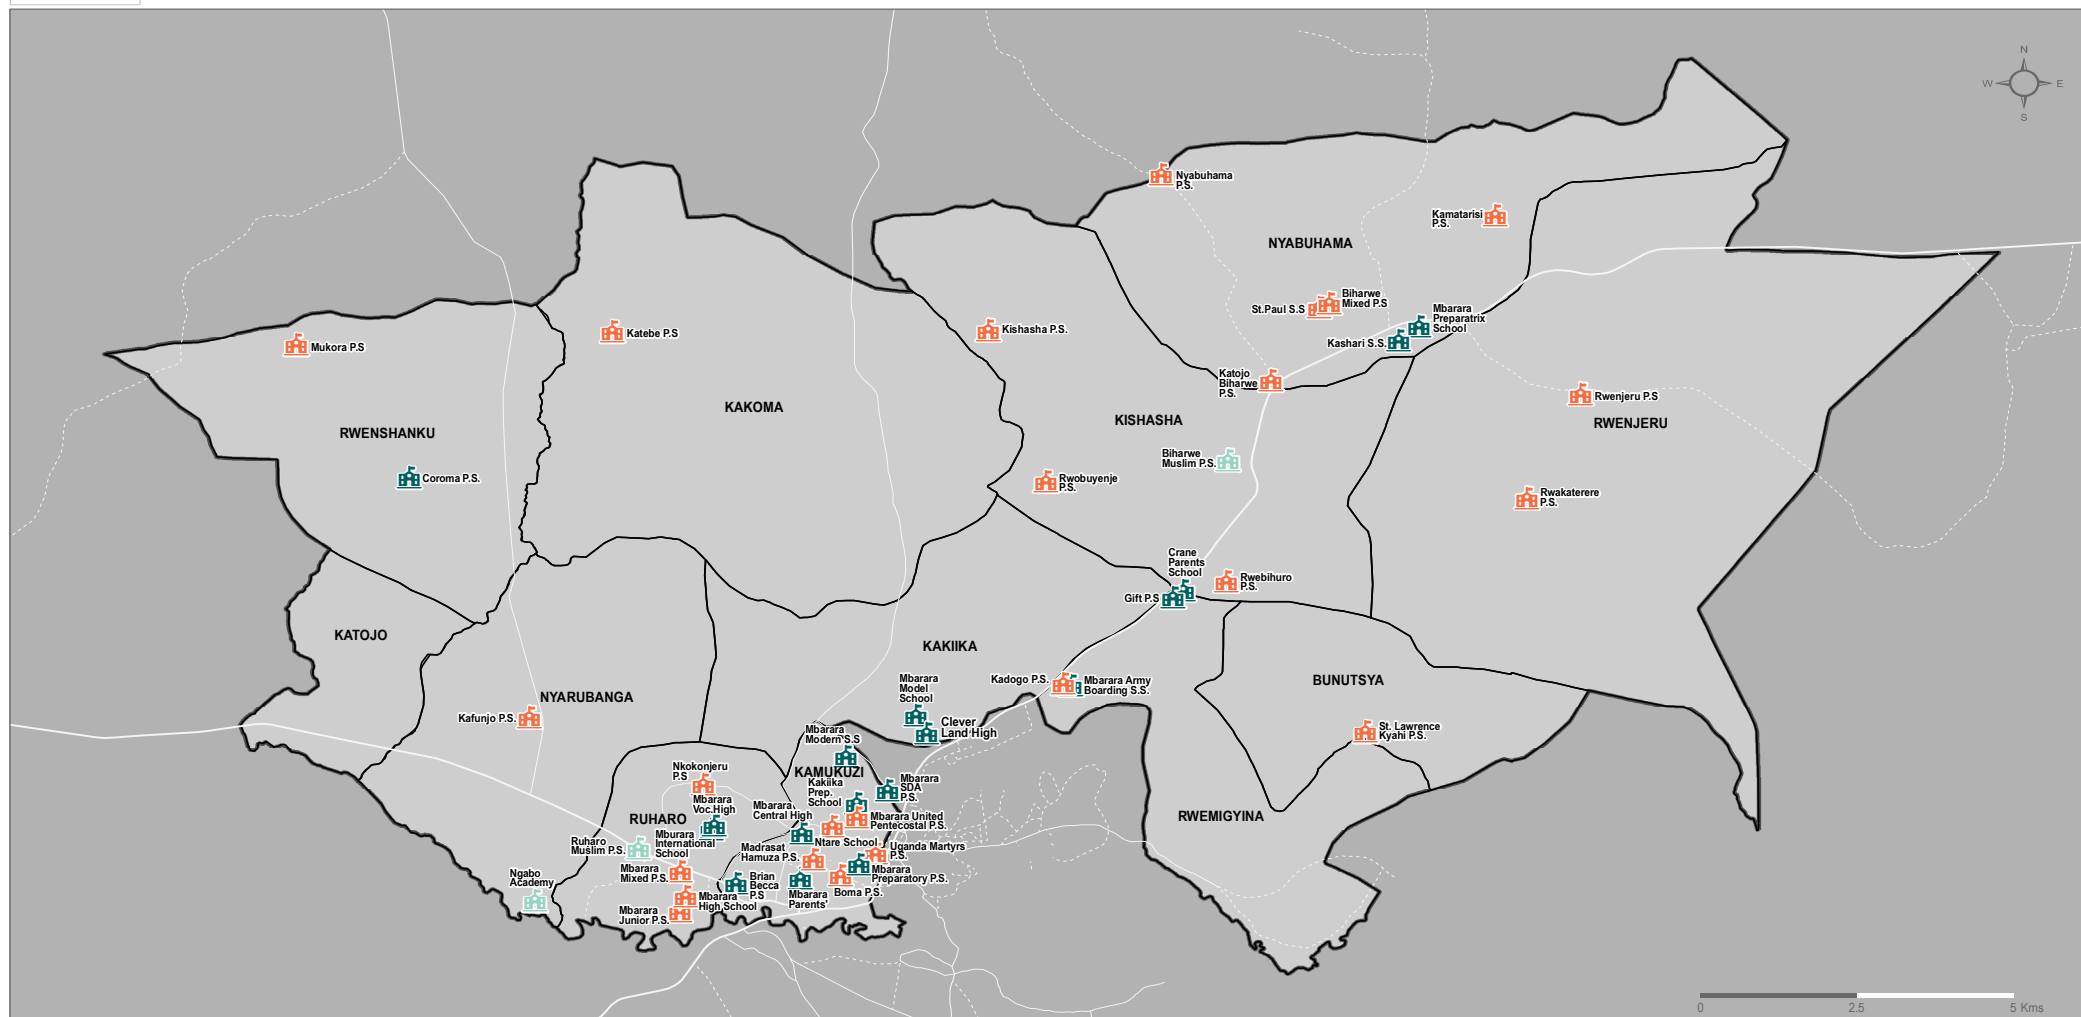 N
W
E
S
Nyabuhama
P.S.
Kamatarisi
P.S.
NYABUHAMA
Biharwe
Mixed P.S
St.Paul S.S
Mbarara
Preparatrix
School
Kashari S.S.
Mukora P.S
Katebe P.S
Kishasha P.S.
Katojo
Biharwe
P.S.
Rwenjeru P.S
RWENJERU
KAKOMA
KISHASHA
RWENSHANKU
Coroma P.S.
Biharwe
Muslim P.S.
Rwobuyenje
P.S.
Rwakaterere
P.S.
Crane
Parents
School
Gift P.S
Rwebihuro
P.S.
KATOJO
KAKIIKA
NYARUBANGA
Kafunjo P.S.
Kadogo P.S.
Mbarara Army
Boarding S.S.
BUNUTSYA
Mbarara
Model
School
Clever
Land High
St. Lawrence
Kyahi P.S.
Mbarara
Modern S.S
KAMUKUZI
Nkokonjeru
P.S
Kakiika
Prep.
School
Mbarara
SDA
P.S.
Mbarara
Voc.High
Mbarara
Central High
RUHARO
RWEMIGYINA
Mbarara United
Pentecostal P.S.
Mburara
International
School
Ruharo
Muslim P.S.
Ntare School
Madrasat
Hamuza P.S.
Uganda Martyrs
P.S.
Mbarara
Mixed P.S.
Mbarara
Preparatory P.S.
Ngabo
Academy
Brian
Becca
P.S
Boma P.S.
Mbarara
Parents'
Mbarara
High School
Mbarara
Junior P.S.
0
2.5
5 Kms